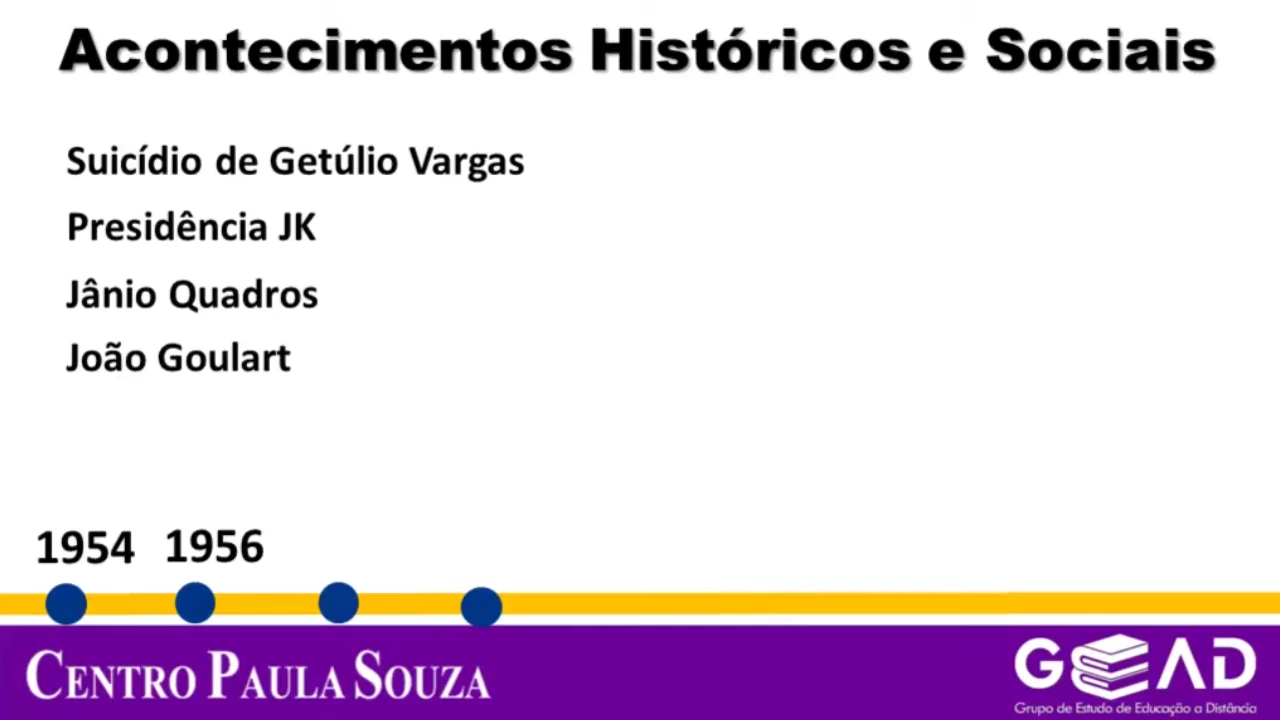 Acontecimentos Históricos e Sociais
Suicídio de Getúlio Vargas
Presidência JK
Jânio Quadros
João Goulart
1954 1956
CENTRO PAULA SOUZA
GEAD
Grupo de Estudo de Educação a Distância